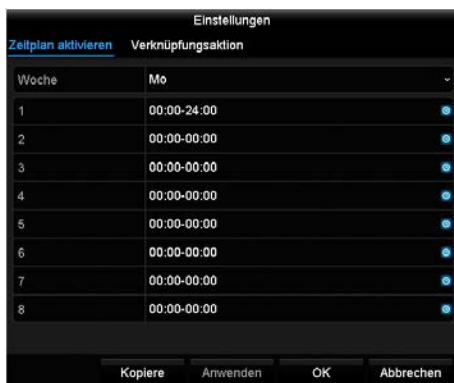 Einstellungen
Zeitplan aktivieren Verknüpfungsaktion
Woche Mo
1 00:00-24:00
2 00:00-00:00
3 00:00-00:00
4 00:00-00:00
5 00:00-00:00
6 00:00-00:00
7 00:00-00:00
8 00:00-00:00
Kopiere Anwenden OK Abbrechen